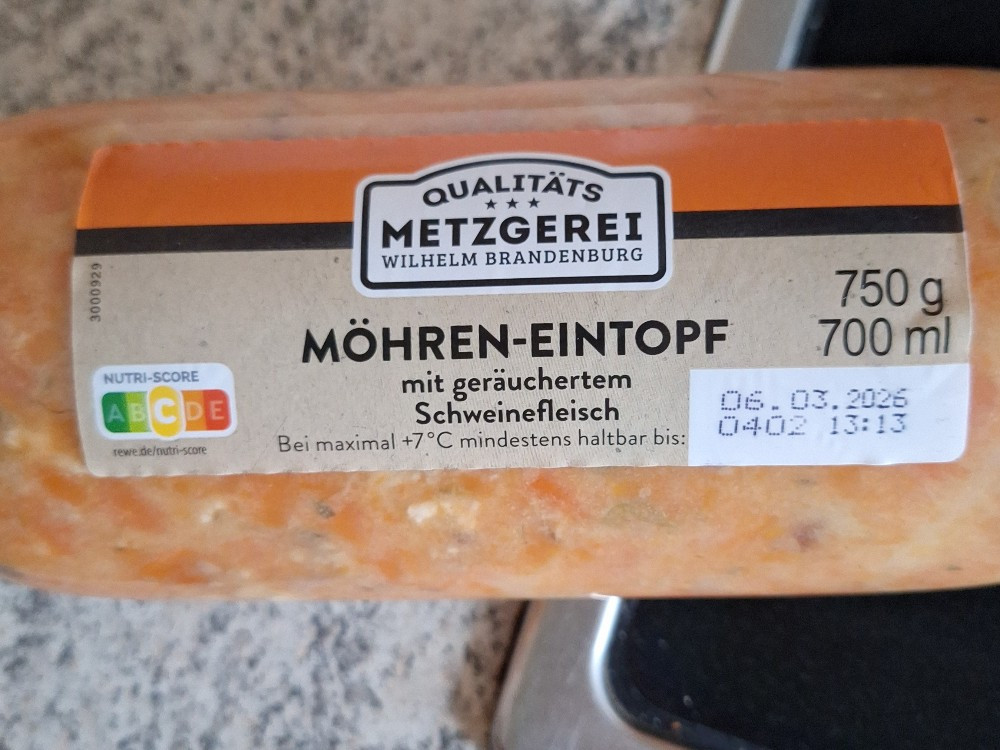 QUALITÄTS
METZGEREI
WILHELM BRANDENBURG
3000929
750 g
700 ml
MÖHREN-EINTOPF
mit geräuchertem
Schweinefleisch
Bei maximal +7°C mindestens haltbar bis:
06.03.2026
0402 13:13
NUTRI-SCORE
A B C D E
rewe.de/nutri-score